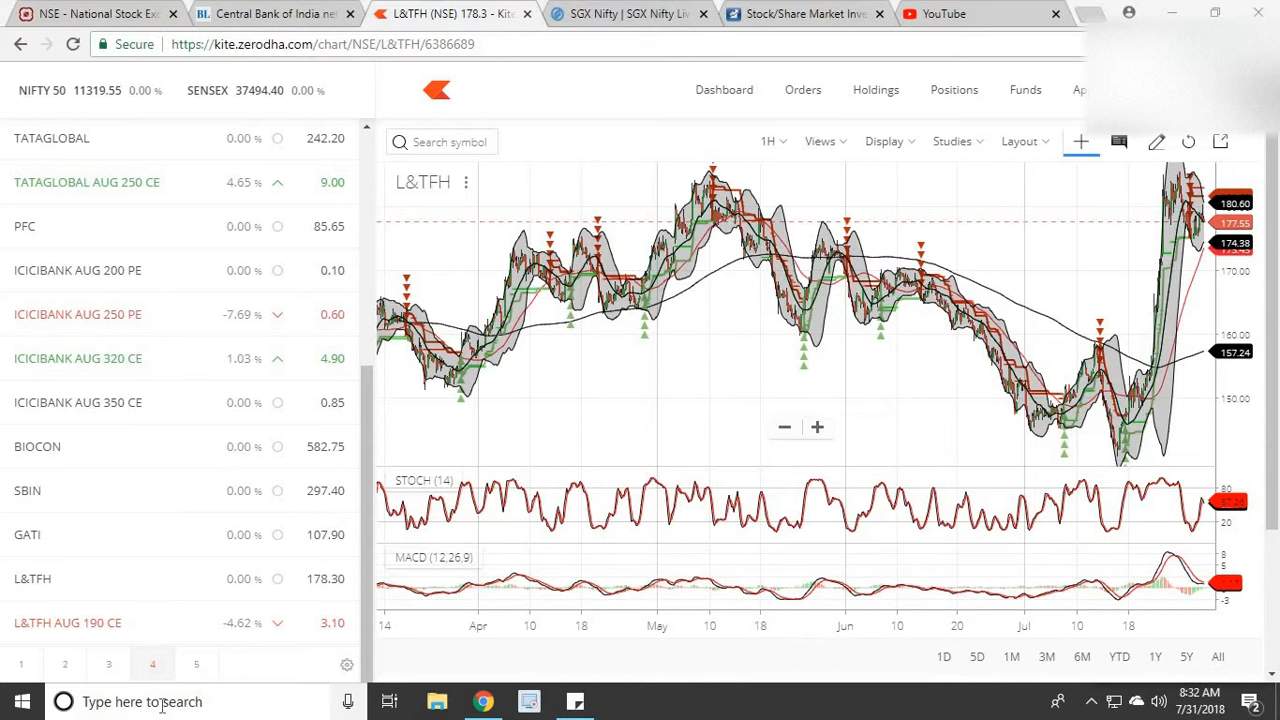 NSE - National Stock Exc
Central Bank of India net
L&TFH (NSE) 178.3 - Kite
SGX Nifty | SGX Nifty Liv
Stock/Share Market Inve
YouTube
Secure
https://kite.zerodha.com/chart/NSE/L&TFH/6386689
NIFTY 50 11319.55 0.00 % SENSEX 37494.40 0.00 %
Dashboard Orders Holdings Positions Funds Ap
TATAGLOBAL 0.00 % 242.20
TATAGLOBAL AUG 250 CE 4.65 % 9.00
PFC 0.00 % 85.65
ICICIBANK AUG 200 PE 0.00 % 0.10
ICICIBANK AUG 250 PE -7.69 % 0.60
ICICIBANK AUG 320 CE 1.03 % 4.90
ICICIBANK AUG 350 CE 0.00 % 0.85
BIOCON 0.00 % 582.75
SBIN 0.00 % 297.40
GATI 0.00 % 107.90
L&TFH 0.00 % 178.30
L&TFH AUG 190 CE -4.62 % 3.10
1 2 3 4 5
Search symbol
1H Views Display Studies Layout
L&TFH
180.60
177.55
174.38
170.00
160.00
157.24
150.00
STOCH (14)
80
20
MACD (12,26,9)
8
5
-3
14 Apr 10 18 May 10 18 Jun 10 20 Jul 10 18
1D 5D 1M 3M 6M YTD 1Y 5Y All
Type here to search
8:32 AM
7/31/2018
2